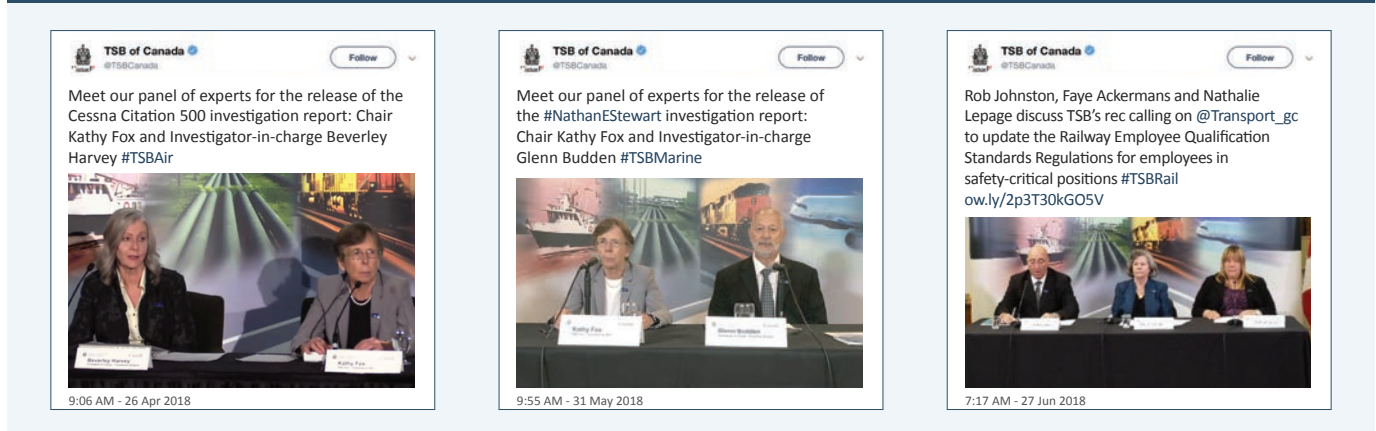 TSB of Canada
@TSBCanada
Follow
Meet our panel of experts for the release of the
Cessna Citation 500 investigation report: Chair
Kathy Fox and Investigator-in-charge Beverley
Harvey #TSBAir
Beverley Harvey
Kathy Fox
9:06 AM - 26 Apr 2018
TSB of Canada
@TSBCanada
Follow
Meet our panel of experts for the release of
the #NathanEStewart investigation report:
Chair Kathy Fox and Investigator-in-charge
Glenn Budden #TSBMarine
Kathy Fox
Glenn Budden
9:55 AM - 31 May 2018
TSB of Canada
@TSBCanada
Follow
Rob Johnston, Faye Ackermans and Nathalie
Lepage discuss TSB's rec calling on @Transport_gc
to update the Railway Employee Qualification
Standards Regulations for employees in
safety-critical positions #TSBRail
ow.ly/2p3T30kGO5V
7:17 AM - 27 Jun 2018